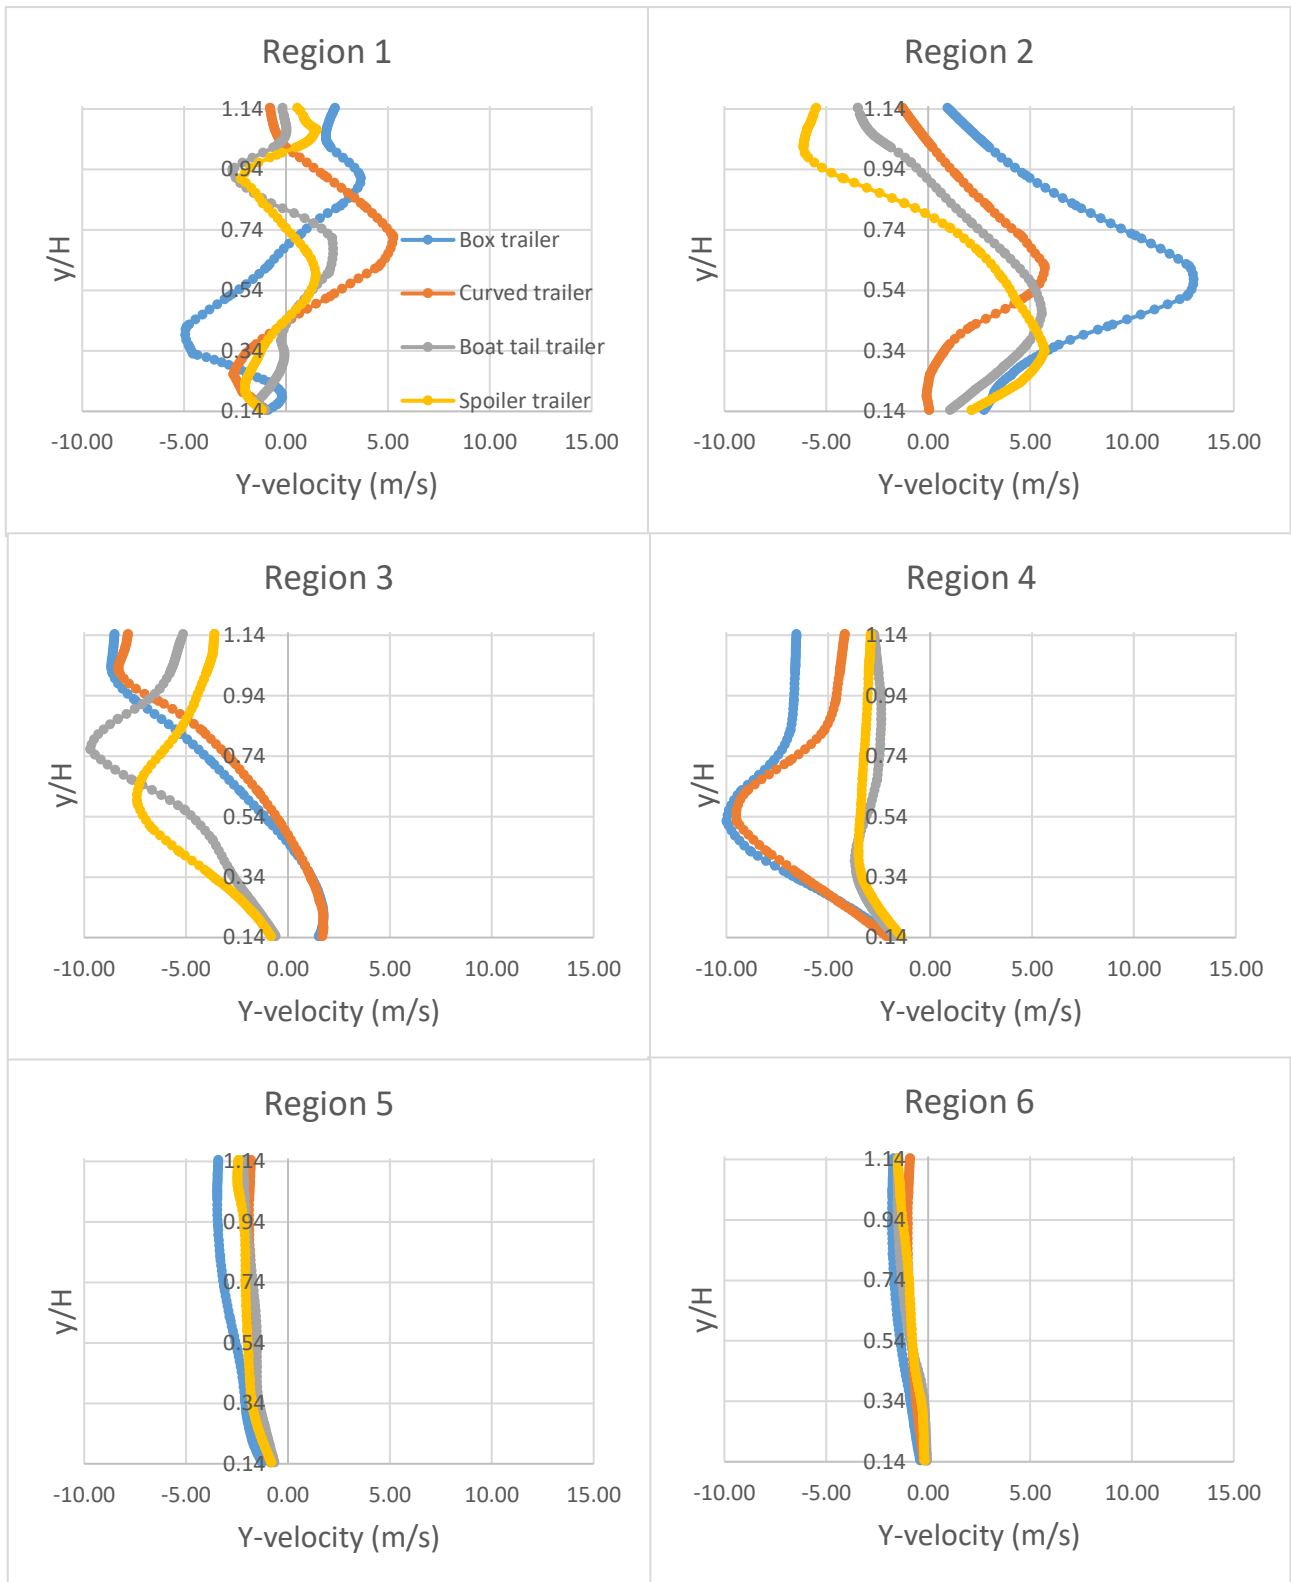 Region 1
1.14
0.94
0.74
0.54
0.34
0.14
-10.00 -5.00 0.00 5.00 10.00 15.00
y/H
Y-velocity (m/s)
Box trailer
Curved trailer
Boat tail trailer
Spoiler trailer
Region 2
1.14
0.94
0.74
0.54
0.34
0.14
-10.00 -5.00 0.00 5.00 10.00 15.00
y/H
Y-velocity (m/s)
Region 3
1.14
0.94
0.74
0.54
0.34
0.14
-10.00 -5.00 0.00 5.00 10.00 15.00
y/H
Y-velocity (m/s)
Region 4
1.14
0.94
0.74
0.54
0.34
0.14
-10.00 -5.00 0.00 5.00 10.00 15.00
y/H
Y-velocity (m/s)
Region 5
1.14
0.94
0.74
0.54
0.34
0.14
-10.00 -5.00 0.00 5.00 10.00 15.00
y/H
Y-velocity (m/s)
Region 6
1.14
0.94
0.74
0.54
0.34
0.14
-10.00 -5.00 0.00 5.00 10.00 15.00
y/H
Y-velocity (m/s)